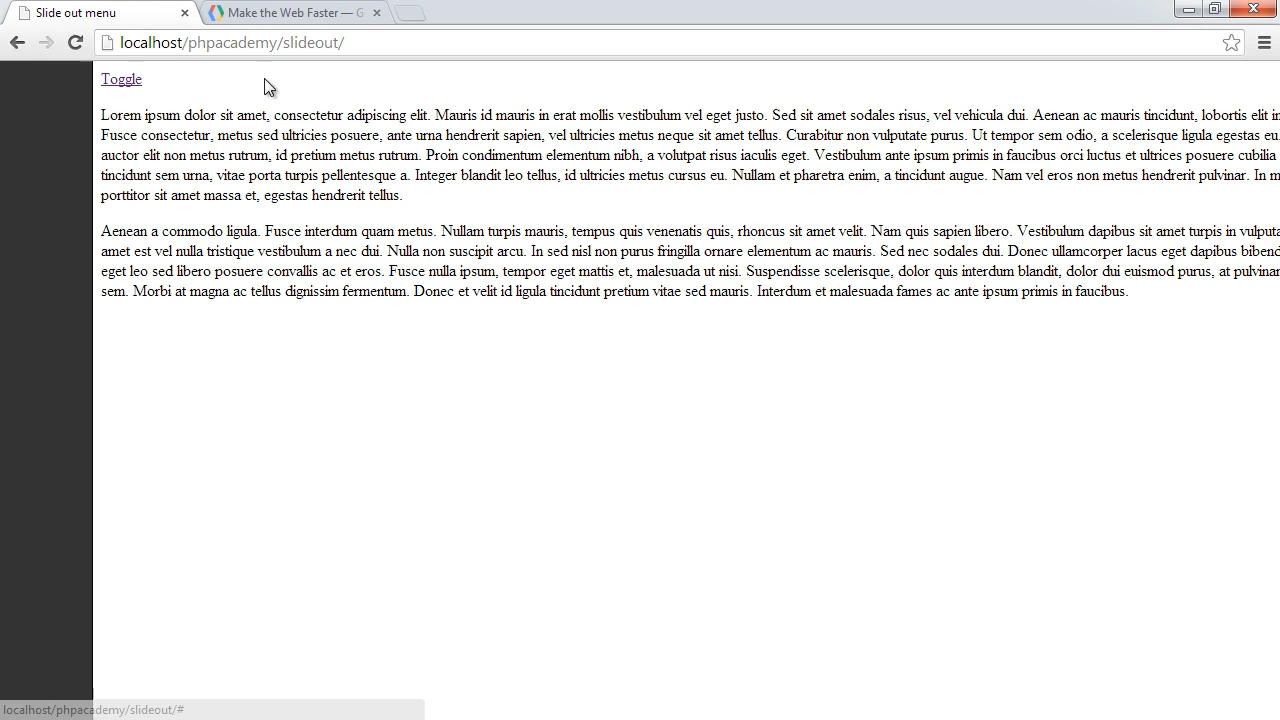 Slide out menu
Make the Web Faster — G
localhost/phpacademy/slideout/
Toggle
Lorem ipsum dolor sit amet, consectetur adipiscing elit. Mauris id mauris in erat mollis vestibulum vel eget justo. Sed sit amet sodales risus, vel vehicula dui. Aenean ac mauris tincidunt, lobortis elit in
Fusce consectetur, metus sed ultricies posuere, ante urna hendrerit sapien, vel ultricies metus neque sit amet tellus. Curabitur non vulputate purus. Ut tempor sem odio, a scelerisque ligula egestas eu.
auctor elit non metus rutrum, id pretium metus rutrum. Proin condimentum elementum nibh, a volutpat risus iaculis eget. Vestibulum ante ipsum primis in faucibus orci luctus et ultrices posuere cubilia
tincidunt sem urna, vitae porta turpis pellentesque a. Integer blandit leo tellus, id ultricies metus cursus eu. Nullam et pharetra enim, a tincidunt augue. Nam vel eros non metus hendrerit pulvinar. In m
porttitor sit amet massa et, egestas hendrerit tellus.
Aenean a commodo ligula. Fusce interdum quam metus. Nullam turpis mauris, tempus quis venenatis quis, rhoncus sit amet velit. Nam quis sapien libero. Vestibulum dapibus sit amet turpis in vulputa
amet est vel nulla tristique vestibulum a nec dui. Nulla non suscipit arcu. In sed nisl non purus fringilla ornare elementum ac mauris. Sed nec sodales dui. Donec ullamcorper lacus eget dapibus bibend
eget leo sed libero posuere convallis ac et eros. Fusce nulla ipsum, tempor eget mattis et, malesuada ut nisi. Suspendisse scelerisque, dolor quis interdum blandit, dolor dui euismod purus, at pulvinar
sem. Morbi at magna ac tellus dignissim fermentum. Donec et velit id ligula tincidunt pretium vitae sed mauris. Interdum et malesuada fames ac ante ipsum primis in faucibus.
localhost/phpacademy/slideout/#